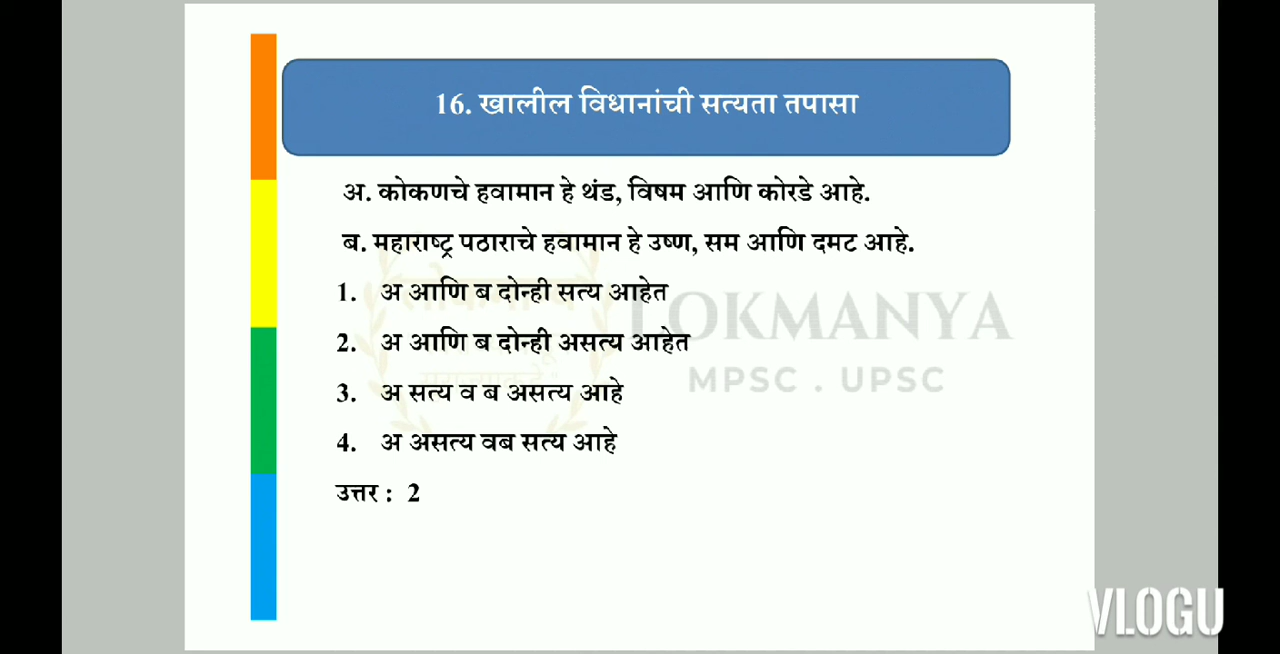 16. खालील विधानांची सत्यता तपासा
अ. कोकणचे हवामान हे थंड, विषम आणि कोरडे आहे.
ब. महाराष्ट्र पठाराचे हवामान हे उष्ण, सम आणि दमट आहे.
1. अ आणि ब दोन्ही सत्य आहेत
2. अ आणि ब दोन्ही असत्य आहेत
3. अ सत्य व ब असत्य आहे
4. अ असत्य वब सत्य आहे
उत्तर : 2
लोकमान्य
LOKMANYA
MPSC . UPSC
VLOGU